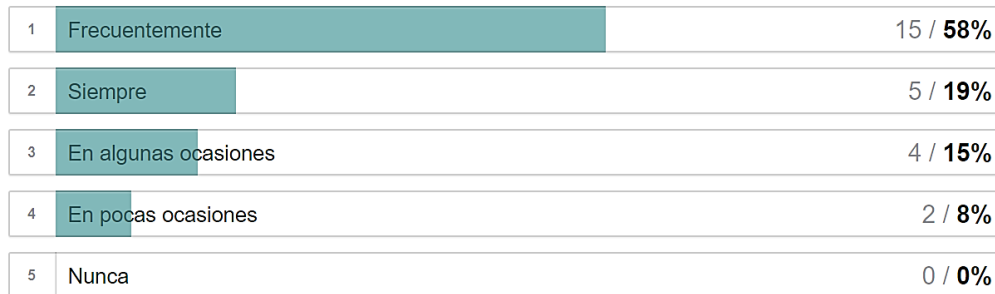 1 Frecuentemente 15 / 58%
2 Siempre 5 / 19%
3 En algunas ocasiones 4 / 15%
4 En pocas ocasiones 2 / 8%
5 Nunca 0 / 0%